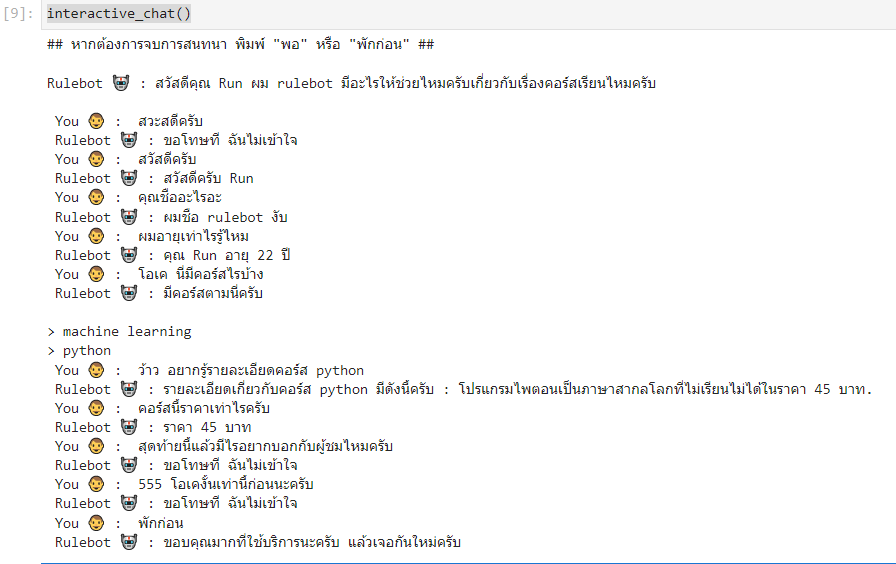 [9]: interactive_chat()
## หากต้องการจบการสนทนา พิมพ์ "พอ" หรือ "พักก่อน" ##
Rulebot 🤖 : สวัสดีคุณ Run ผม rulebot มีอะไรให้ช่วยไหมครับเกี่ยวกับเรื่องคอร์สเรียนไหมครับ
You 👨 : สวะสดีครับ
Rulebot 🤖 : ขอโทษที ฉันไม่เข้าใจ
You 👨 : สวัสดีครับ
Rulebot 🤖 : สวัสดีครับ Run
You 👨 : คุณชื่ออะไรอะ
Rulebot 🤖 : ผมชื่อ rulebot งับ
You 👨 : ผมอายุเท่าไรรู้ไหม
Rulebot 🤖 : คุณ Run อายุ 22 ปี
You 👨 : โอเค นี่มีคอร์สไรบ้าง
Rulebot 🤖 : มีคอร์สตามนี้ครับ
> machine learning
> python
You 👨 : ว้าว อยากรู้รายละเอียดคอร์ส python
Rulebot 🤖 : รายละเอียดเกี่ยวกับคอร์ส python มีดังนี้ครับ : โปรแกรมไพตอนเป็นภาษาสากลโลกที่ไม่เรียนไม่ได้ในราคา 45 บาท.
You 👨 : คอร์สนี้ราคาเท่าไรครับ
Rulebot 🤖 : ราคา 45 บาท
You 👨 : สุดท้ายนี้แล้วมีไรอยากบอกกับผู้ชมไหมครับ
Rulebot 🤖 : ขอโทษที ฉันไม่เข้าใจ
You 👨 : 555 โอเคงั้นเท่านี้ก่อนนะครับ
Rulebot 🤖 : ขอโทษที ฉันไม่เข้าใจ
You 👨 : พักก่อน
Rulebot 🤖 : ขอบคุณมากที่ใช้บริการนะครับ แล้วเจอกันใหม่ครับ